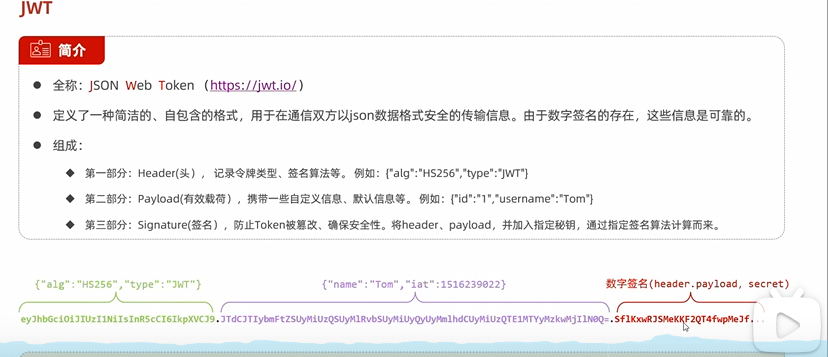 JWT
简介
全称：JSON Web Token （https://jwt.io/）
定义了一种简洁的、自包含的格式，用于在通信双方以json数据格式安全的传输信息。由于数字签名的存在，这些信息是可靠的。
组成：
第一部分：Header(头）， 记录令牌类型、签名算法等。 例如：{"alg":"HS256","type":"JWT"}
第二部分：Payload(有效载荷），携带一些自定义信息、默认信息等。 例如：{"id":"1","username":"Tom"}
第三部分：Signature(签名），防止Token被篡改、确保安全性。将header、payload，并加入指定秘钥，通过指定签名算法计算而来。
{"alg":"HS256","type":"JWT"} {"name":"Tom","iat":1516239022} 数字签名(header.payload, secret)
eyJhbGciOiJIUzI1NiIsInR5cCI6IkpXVCJ9.JTdCJTIybmFtZSUyMiUzQSUyMlRvbSUyMiUyQyUyMmlhdCUyMiUzQTE1MTYyMzkwMjIlN0Q=.SflKxwRJSMeKKF2QT4fwpMeJf...